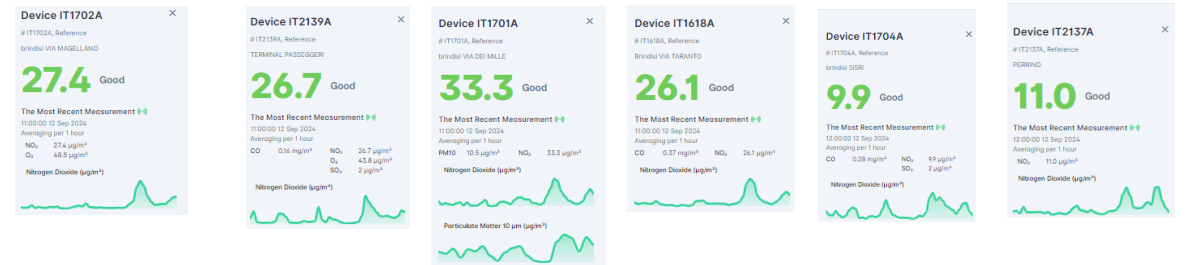 Device IT1702A ×
# IT1702A, Reference
brindisi VIA MAGELLANO
27.4 Good
The Most Recent Measurement
11:00:00 12 Sep 2024
Averaging per 1 hour
NO₂ 27.4 µg/m³
O₃ 48.5 µg/m³
Nitrogen Dioxide (µg/m³)
Device IT2139A ×
# IT2139A, Reference
TERMINAL PASSEGGERI
26.7 Good
The Most Recent Measurement
11:00:00 12 Sep 2024
Averaging per 1 hour
CO 0.16 mg/m³ NO₂ 26.7 µg/m³
O₃ 43.8 µg/m³
SO₂ 2 µg/m³
Nitrogen Dioxide (µg/m³)
Device IT1701A ×
# IT1701A, Reference
brindisi VIA DEI MILLE
33.3 Good
The Most Recent Measurement
11:00:00 12 Sep 2024
Averaging per 1 hour
PM10 10.5 µg/m³ NO₂ 33.3 µg/m³
Nitrogen Dioxide (µg/m³)
Particulate Matter 10 µm (µg/m³)
Device IT1618A ×
# IT1618A, Reference
Brindisi VIA TARANTO
26.1 Good
The Most Recent Measurement
11:00:00 12 Sep 2024
Averaging per 1 hour
CO 0.37 mg/m³ NO₂ 26.1 µg/m³
Nitrogen Dioxide (µg/m³)
Device IT1704A ×
# IT1704A, Reference
brindisi SISRI
9.9 Good
The Most Recent Measurement
12:00:00 12 Sep 2024
Averaging per 1 hour
CO 0.28 mg/m³ NO₂ 9.9 µg/m³
SO₂ 2 µg/m³
Nitrogen Dioxide (µg/m³)
Device IT2137A ×
# IT2137A, Reference
PERRINO
11.0 Good
The Most Recent Measurement
12:00:00 12 Sep 2024
Averaging per 1 hour
NO₂ 11.0 µg/m³
Nitrogen Dioxide (µg/m³)